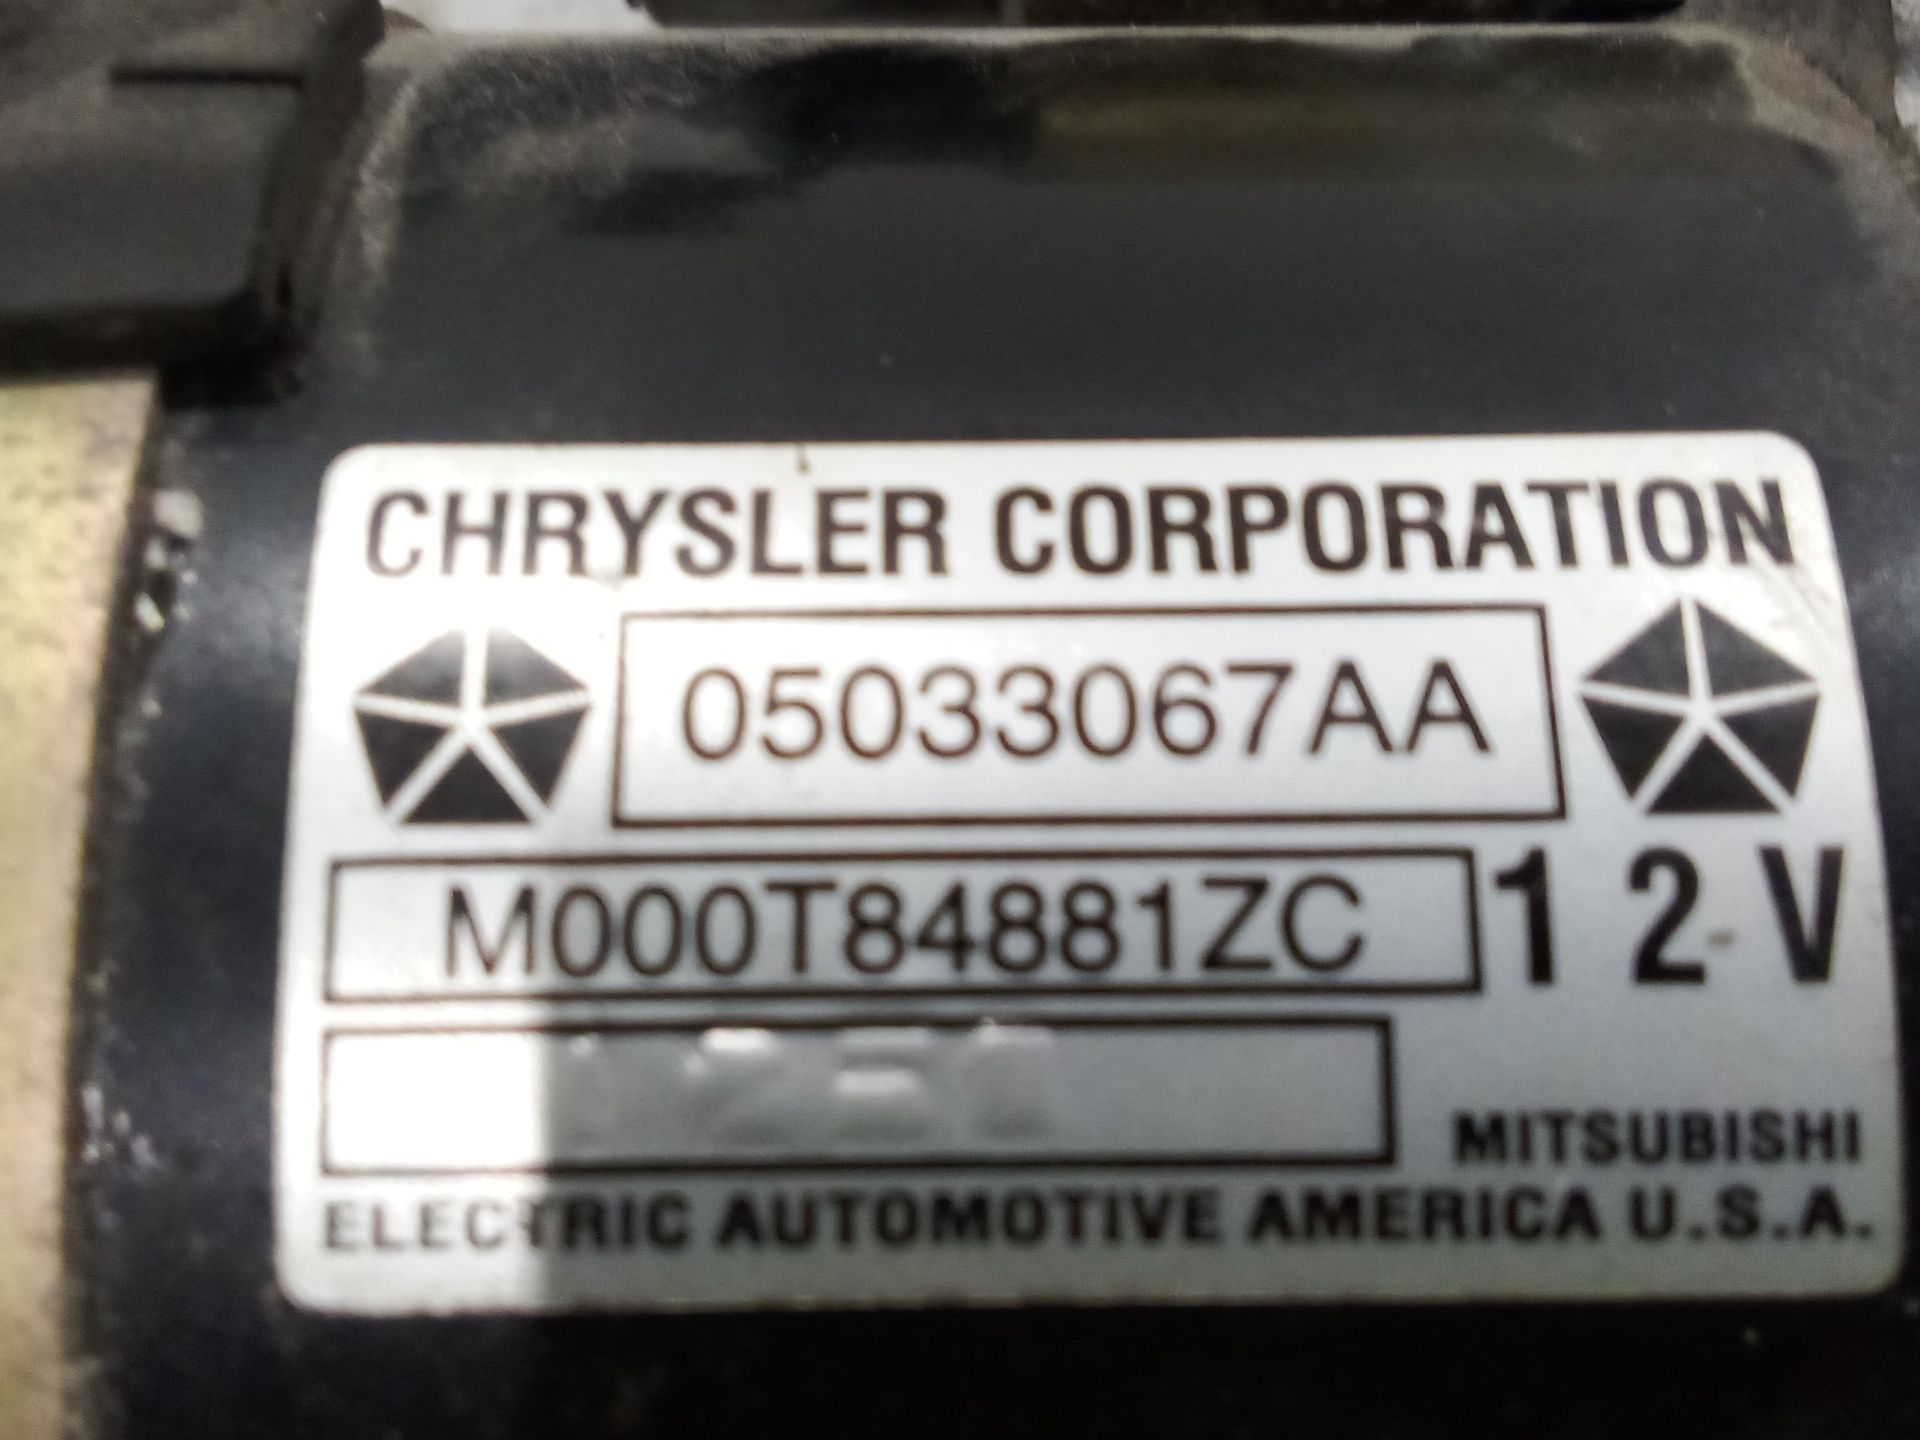 CHRYSLER CORPORATION
05033067AA
M000T84881ZC 12V
MITSUBISHI
ELECTRIC AUTOMOTIVE AMERICA U.S.A.